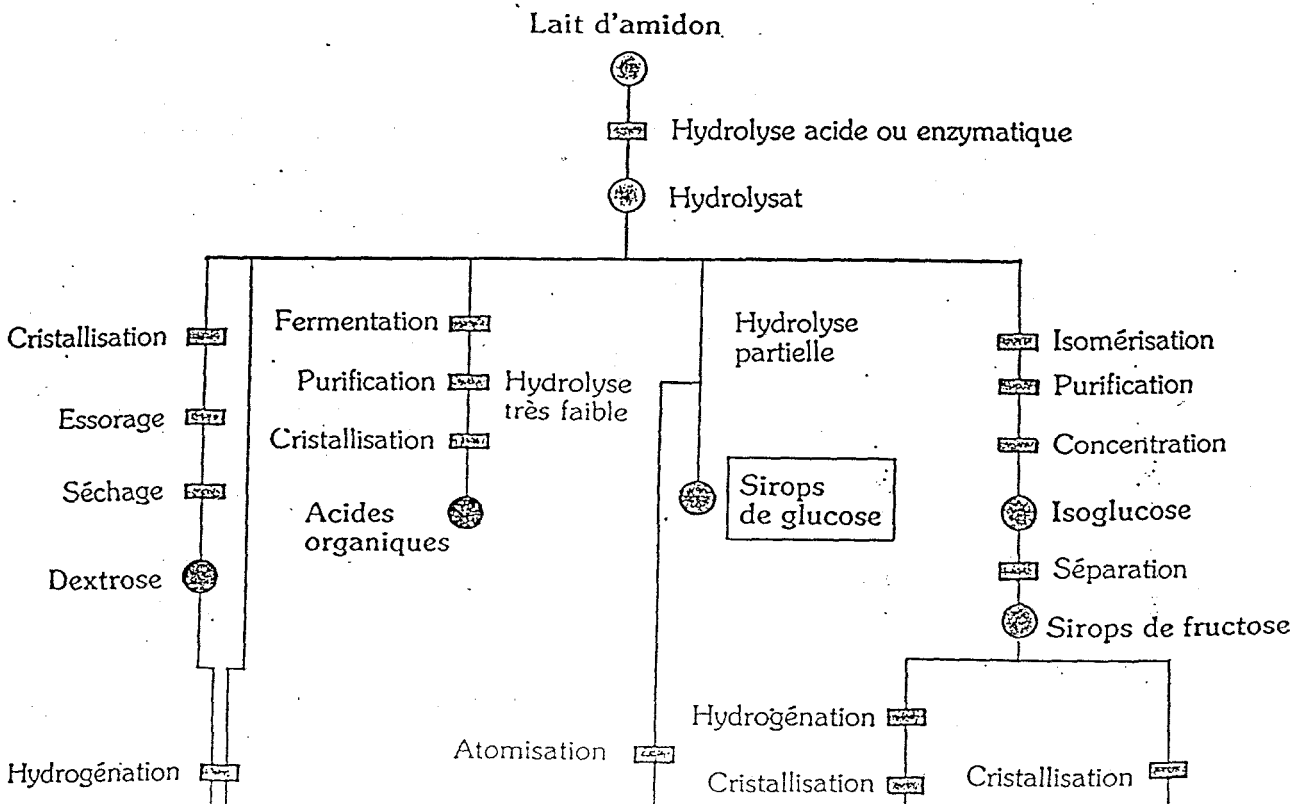 Lait d'amidon
Hydrolyse acide ou enzymatique
Hydrolysat
Cristallisation
Essorage
Séchage
Dextrose
Hydrogénation
Fermentation
Purification
Cristallisation
Acides
organiques
Hydrolyse
très faible
Hydrolyse
partielle
Sirops
de glucose
Atomisation
Isomérisation
Purification
Concentration
Isoglucose
Séparation
Sirops de fructose
Hydrogénation
Cristallisation
Cristallisation